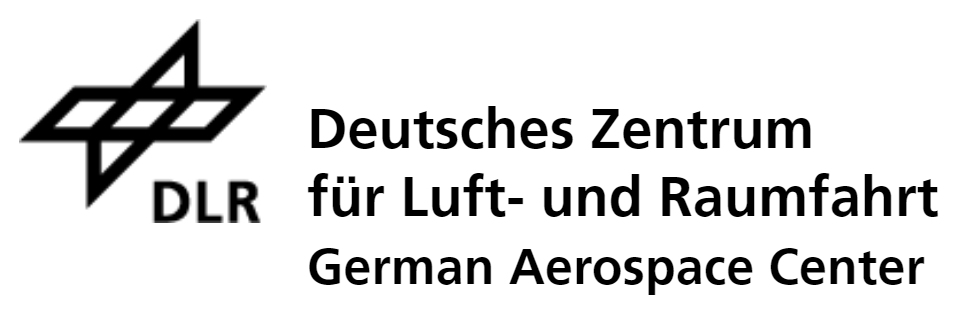 DLR
Deutsches Zentrum
für Luft- und Raumfahrt
German Aerospace Center